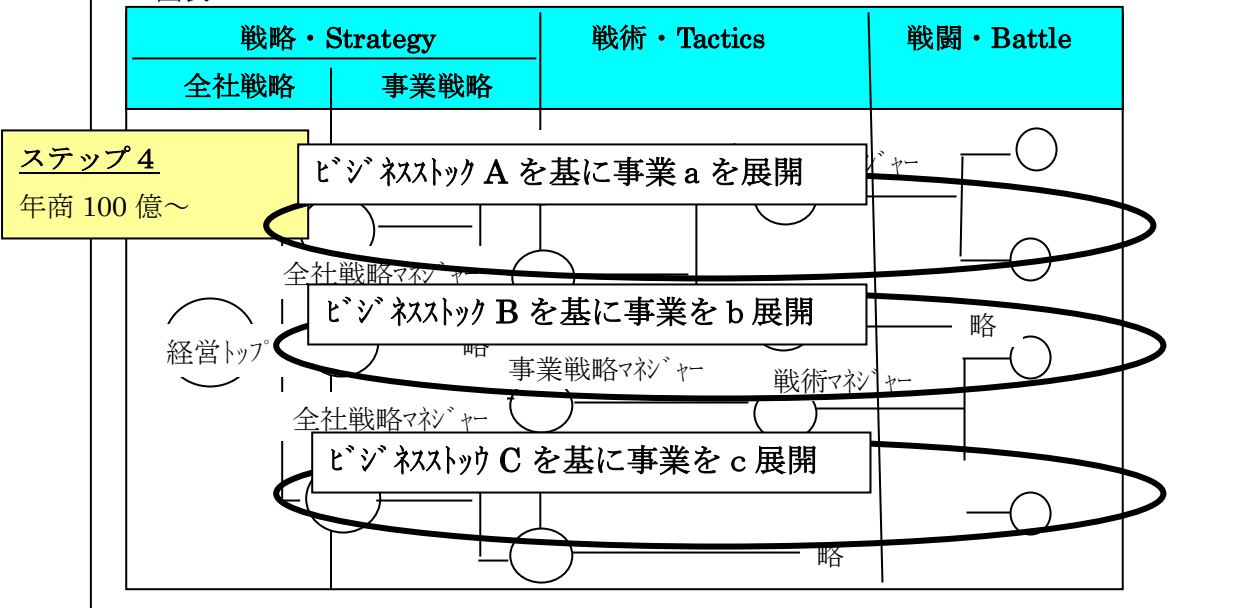 戦略・Strategy
戦術・Tactics
戦闘・Battle
全社戦略
事業戦略
ステップ4
年商 100 億～
ﾋﾞｼﾞﾈｽｽﾄｯｸ A を基に事業 a を展開
全社戦略ﾏﾈｼﾞｬｰ
ﾋﾞｼﾞﾈｽｽﾄｯｸ B を基に事業を b 展開
略
経営ﾄｯﾌﾟ
略
事業戦略ﾏﾈｼﾞｬｰ
戦術ﾏﾈｼﾞｬｰ
全社戦略ﾏﾈｼﾞｬｰ
ﾋﾞｼﾞﾈｽｽﾄｯｳ C を基に事業を c 展開
略